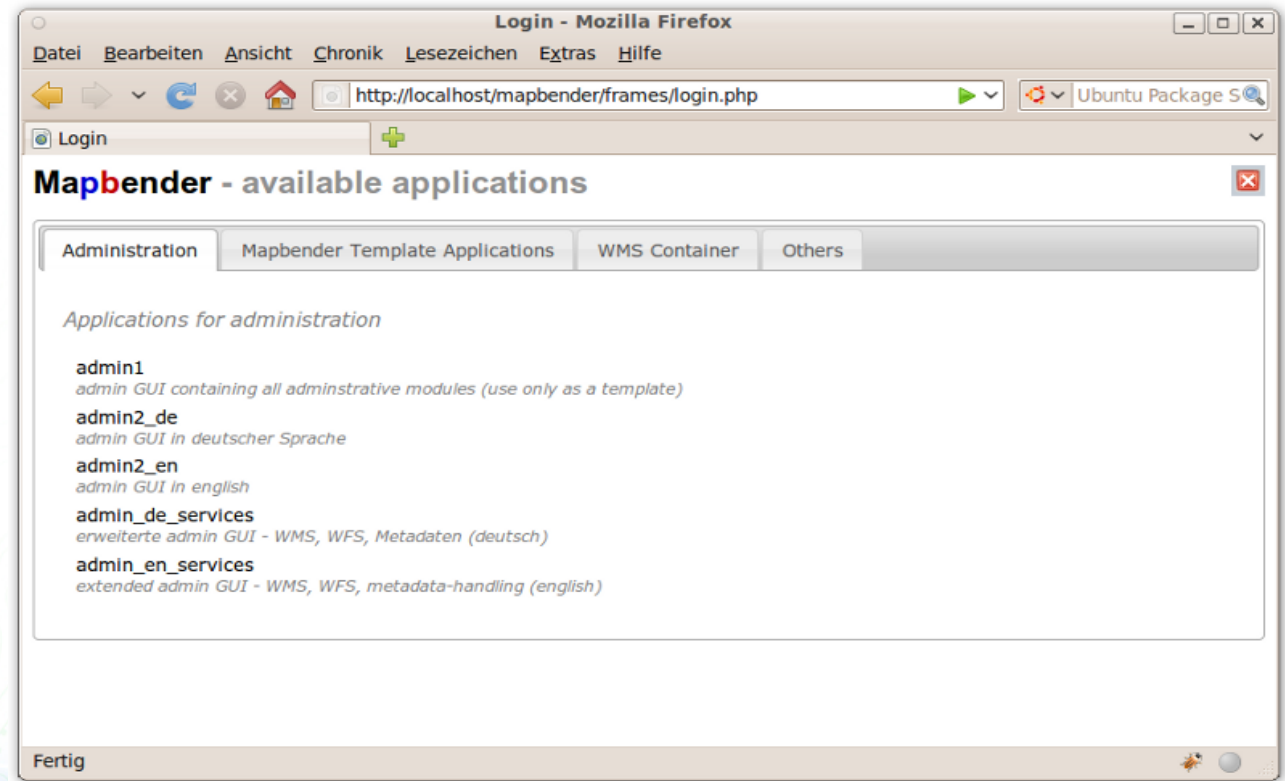 Login - Mozilla Firefox
Datei Bearbeiten Ansicht Chronik Lesezeichen Extras Hilfe
http://localhost/mapbender/frames/login.php Ubuntu Package S
Login
Mapbender - available applications
Administration Mapbender Template Applications WMS Container Others
Applications for administration
admin1
admin GUI containing all adminstrative modules (use only as a template)
admin2_de
admin GUI in deutscher Sprache
admin2_en
admin GUI in english
admin_de_services
erweiterte admin GUI - WMS, WFS, Metadaten (deutsch)
admin_en_services
extended admin GUI - WMS, WFS, metadata-handling (english)
Fertig